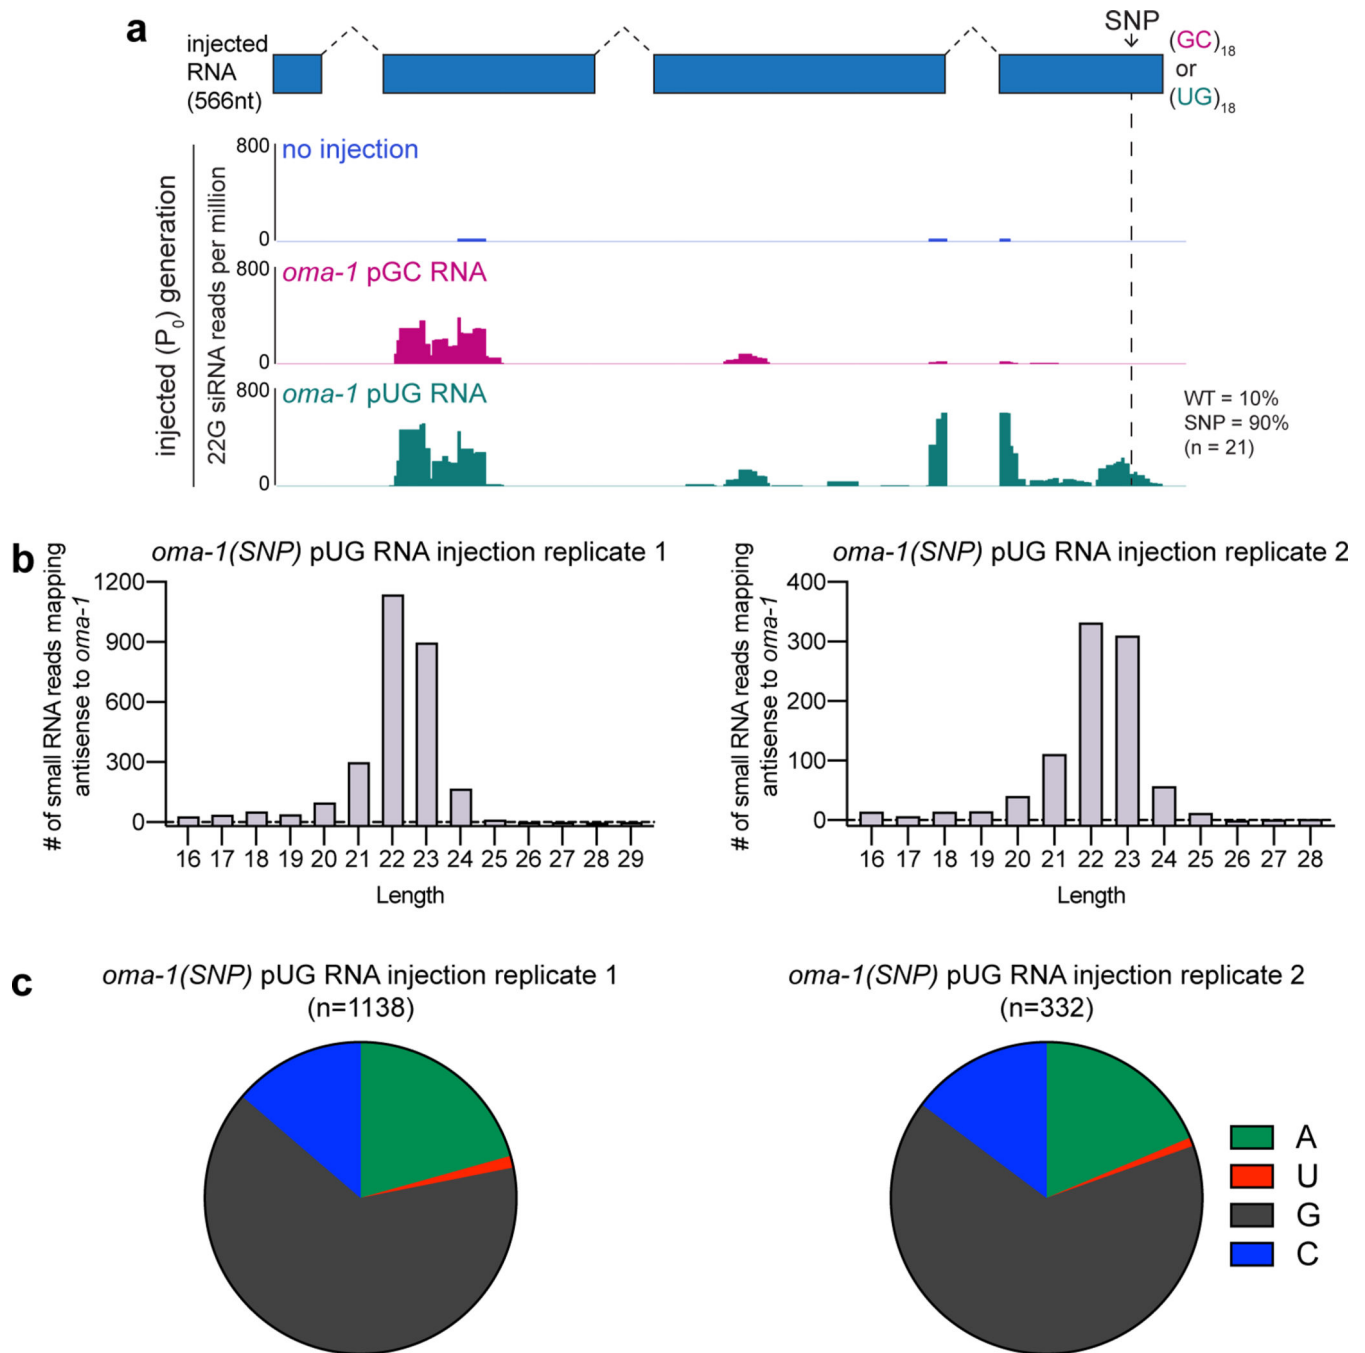 a
injected
RNA
(566nt)
SNP
(GC)18
or
(UG)18
injected (P0) generation
22G siRNA reads per million
800
no injection
0
800
oma-1 pGC RNA
0
800
oma-1 pUG RNA
0
WT = 10%
SNP = 90%
(n = 21)
b
oma-1(SNP) pUG RNA injection replicate 1
# of small RNA reads mapping
antisense to oma-1
1200
900
600
300
0
16 17 18 19 20 21 22 23 24 25 26 27 28 29
Length
oma-1(SNP) pUG RNA injection replicate 2
# of small RNA reads mapping
antisense to oma-1
400
300
200
100
0
16 17 18 19 20 21 22 23 24 25 26 27 28
Length
c
oma-1(SNP) pUG RNA injection replicate 1
(n=1138)
oma-1(SNP) pUG RNA injection replicate 2
(n=332)
A
U
G
C